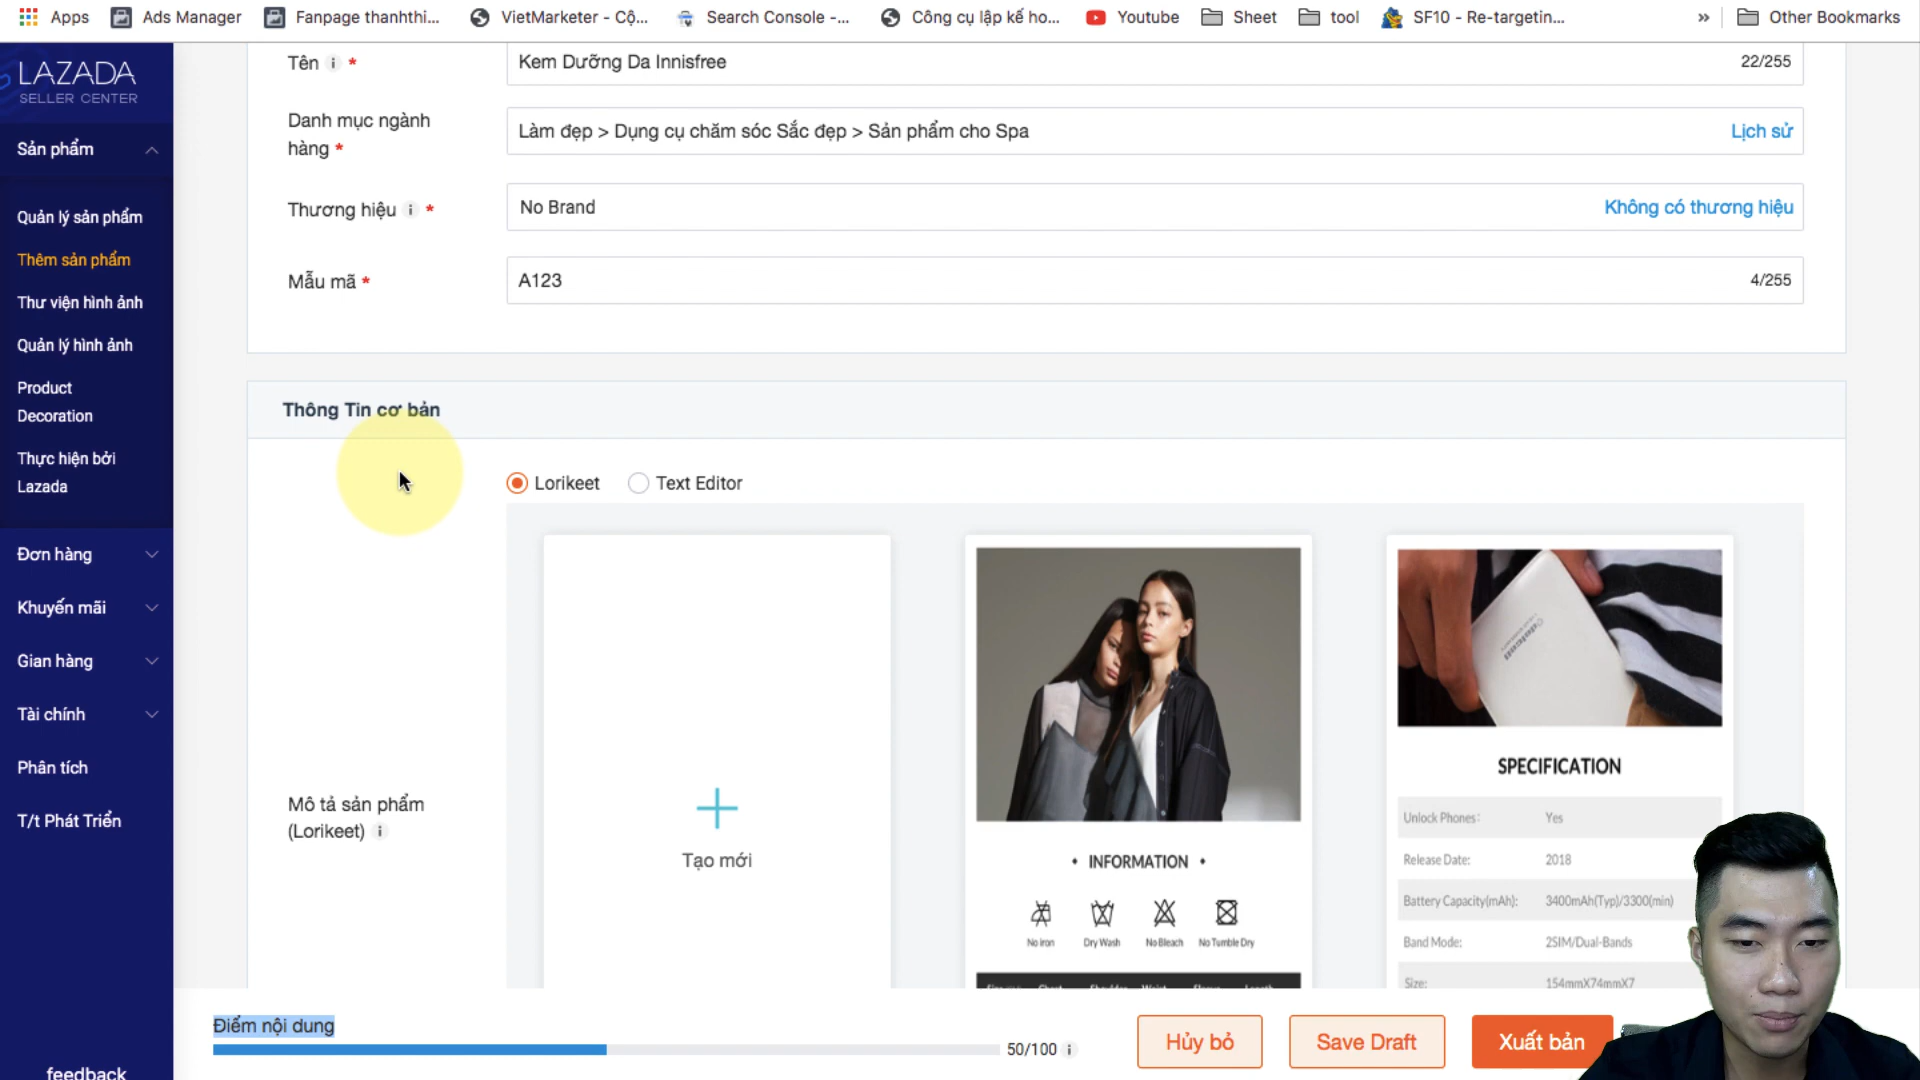 Apps Ads Manager Fanpage thanhthi... VietMarketer - Cộ... Search Console -... Công cụ lập kế ho... Youtube Sheet tool SF10 - Re-targetin... » Other Bookmarks
LAZADA
SELLER CENTER
Sản phẩm
Quản lý sản phẩm
Thêm sản phẩm
Thư viện hình ảnh
Quản lý hình ảnh
Product
Decoration
Thực hiện bởi
Lazada
Đơn hàng
Khuyến mãi
Gian hàng
Tài chính
Phân tích
T/t Phát Triển
feedback
Tên i * Kem Dưỡng Da Innisfree 22/255
Danh mục ngành
hàng * Làm đẹp > Dụng cụ chăm sóc Sắc đẹp > Sản phẩm cho Spa Lịch sử
Thương hiệu i * No Brand Không có thương hiệu
Mẫu mã * A123 4/255
Thông Tin cơ bản
Lorikeet Text Editor
Mô tả sản phẩm
(Lorikeet) i
Tạo mới
• INFORMATION •
No Iron Dry Wash No Bleach No Tumble Dry
SPECIFICATION
Unlock Phones: Yes
Release Date: 2018
Battery Capacity(mAh): 3400mAh(Typ)/3300(min)
Band Mode: 2SIM/Dual-Bands
Size: 154mmX74mmX7
Điểm nội dung
50/100 i
Hủy bỏ Save Draft Xuất bản